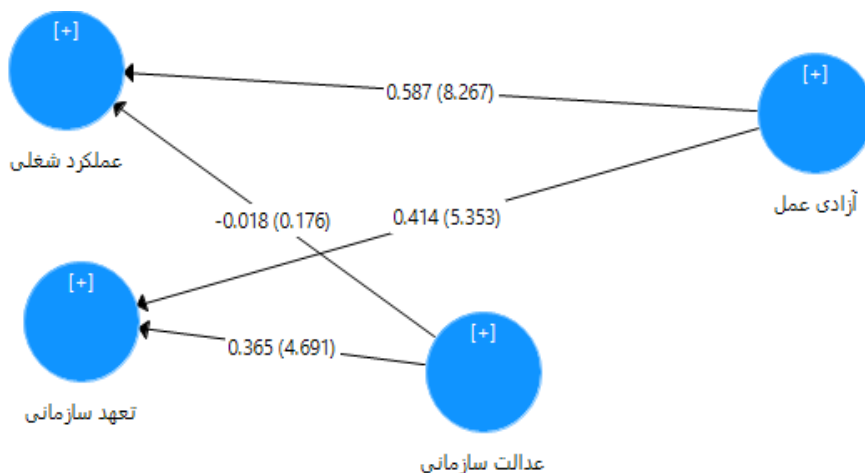 [+]
عملکرد شغلی
[+]
آزادی عمل
0.587 (8.267)
-0.018 (0.176)
0.414 (5.353)
[+]
تعهد سازمانی
0.365 (4.691)
[+]
عدالت سازمانی